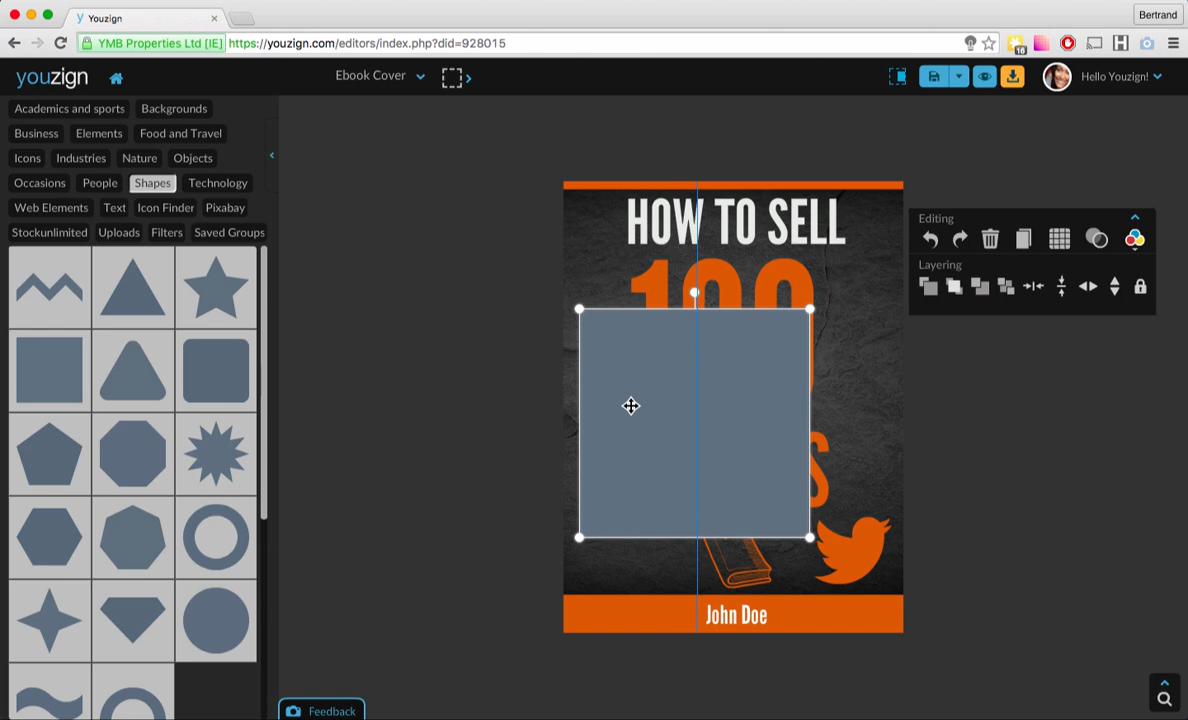 Youzign
Bertrand
YMB Properties Ltd [IE] https://youzign.com/editors/index.php?did=928015
16
youzign
Ebook Cover
Hello Youzign!
Academics and sports Backgrounds
Business Elements Food and Travel
Icons Industries Nature Objects
Occasions People Shapes Technology
Web Elements Text Icon Finder Pixabay
Stockunlimited Uploads Filters Saved Groups
HOW TO SELL
100
S
John Doe
Editing
Layering
Feedback